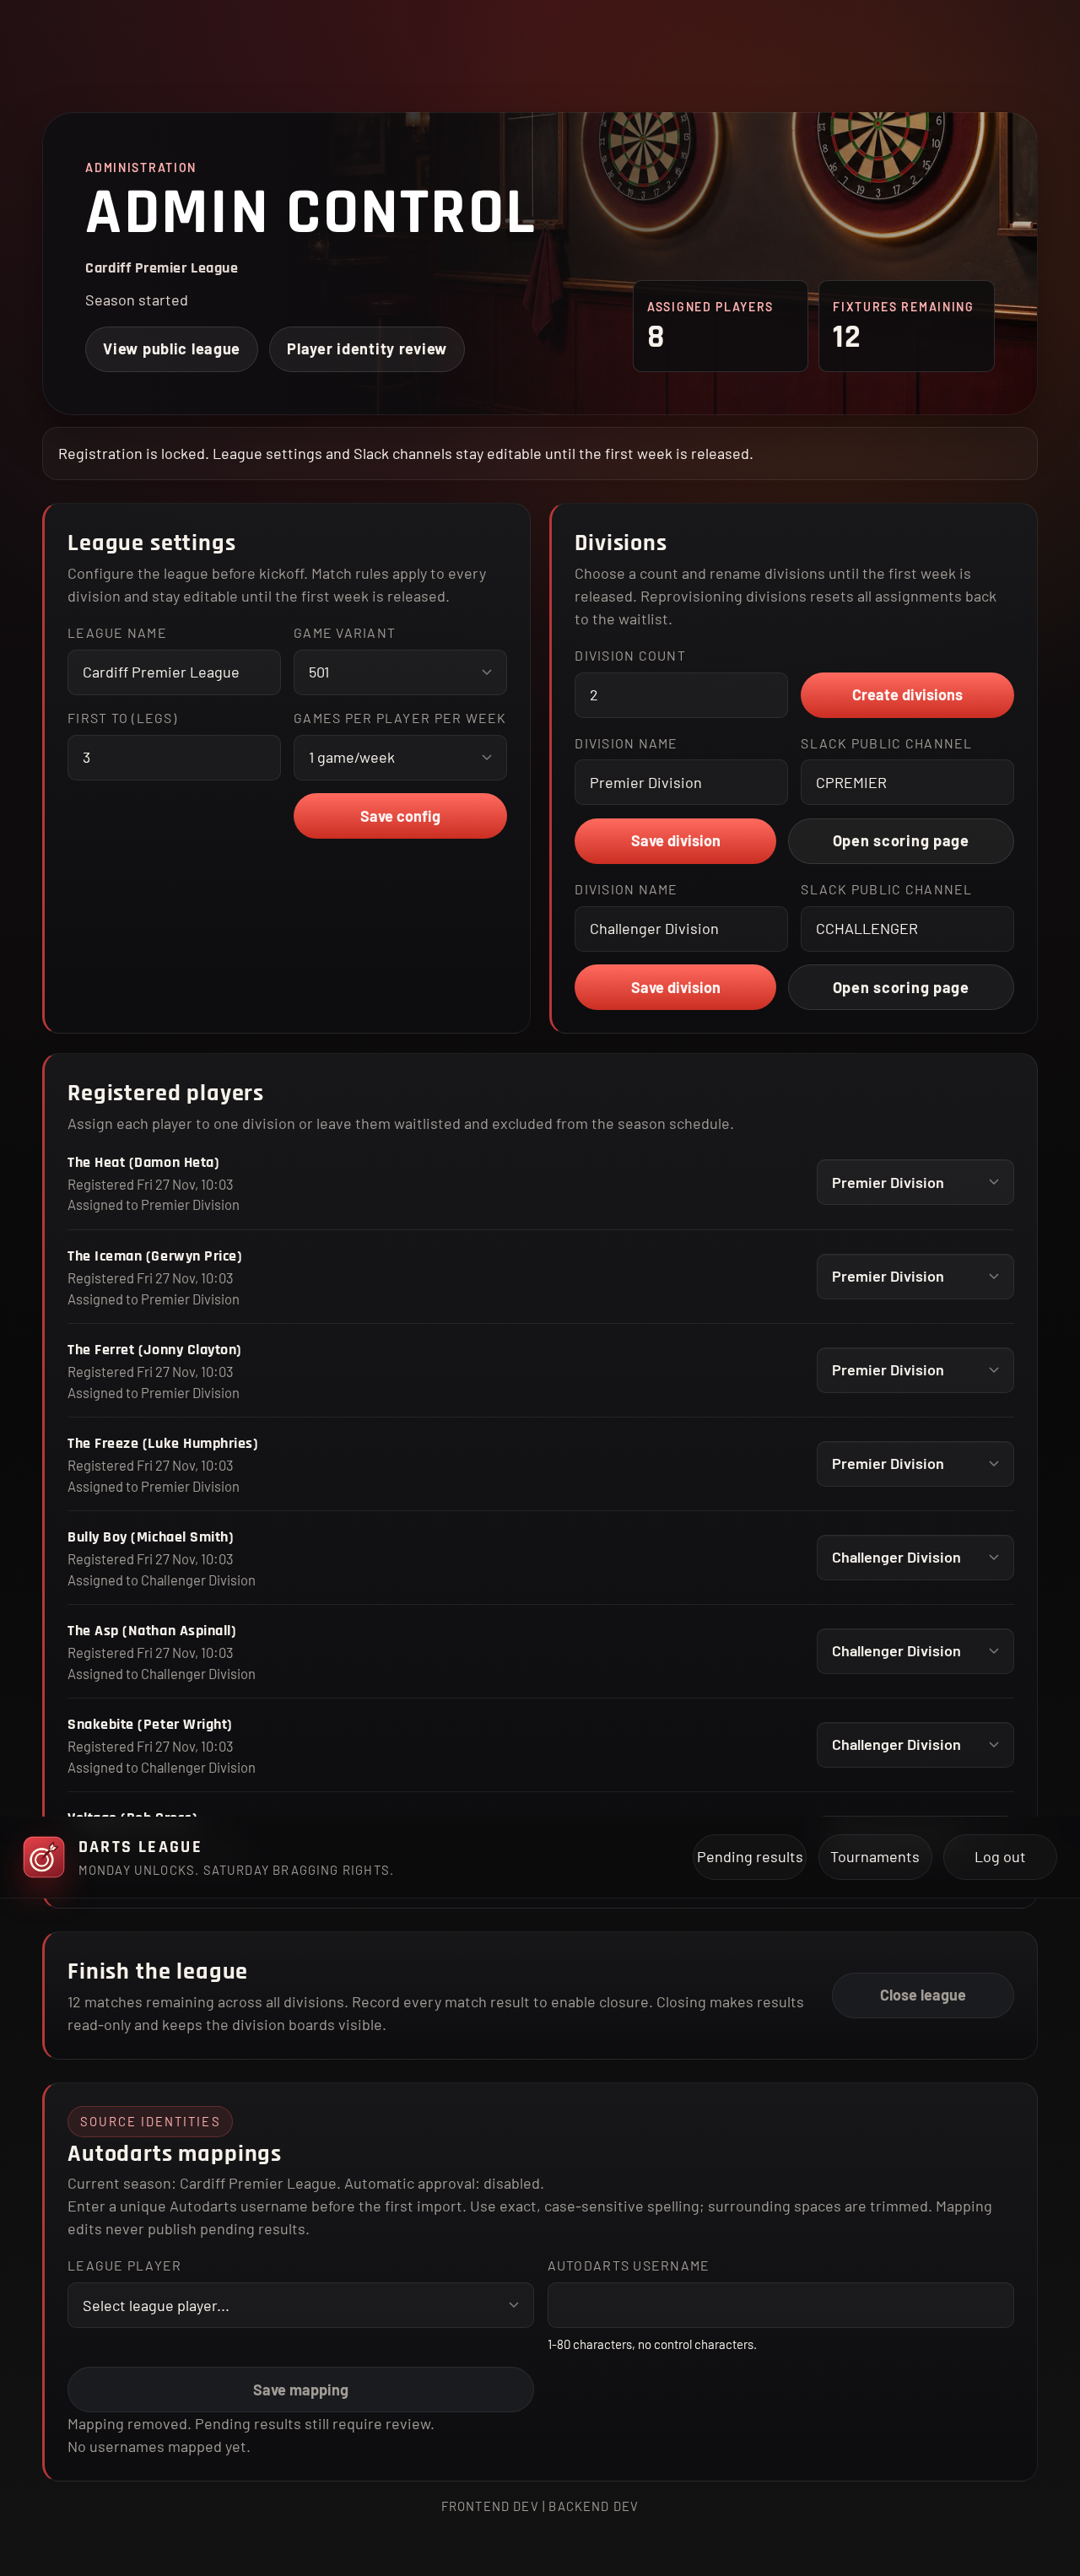 ADMINISTRATION
ADMIN CONTROL
Cardiff Premier League
Season started
View public league
Player identity review
ASSIGNED PLAYERS
8
FIXTURES REMAINING
12
Registration is locked. League settings and Slack channels stay editable until the first week is released.
League settings
Configure the league before kickoff. Match rules apply to every
division and stay editable until the first week is released.
LEAGUE NAME
GAME VARIANT
Cardiff Premier League
501
FIRST TO (LEGS)
GAMES PER PLAYER PER WEEK
3
1 game/week
Save config
Divisions
Choose a count and rename divisions until the first week is
released. Reprovisioning divisions resets all assignments back
to the waitlist.
DIVISION COUNT
2
Create divisions
DIVISION NAME
SLACK PUBLIC CHANNEL
Premier Division
CPREMIER
Save division
Open scoring page
DIVISION NAME
SLACK PUBLIC CHANNEL
Challenger Division
CCHALLENGER
Save division
Open scoring page
Registered players
Assign each player to one division or leave them waitlisted and excluded from the season schedule.
The Heat (Damon Heta)
Registered Fri 27 Nov, 10:03
Assigned to Premier Division
Premier Division
The Iceman (Gerwyn Price)
Registered Fri 27 Nov, 10:03
Assigned to Premier Division
Premier Division
The Ferret (Jonny Clayton)
Registered Fri 27 Nov, 10:03
Assigned to Premier Division
Premier Division
The Freeze (Luke Humphries)
Registered Fri 27 Nov, 10:03
Assigned to Premier Division
Premier Division
Bully Boy (Michael Smith)
Registered Fri 27 Nov, 10:03
Assigned to Challenger Division
Challenger Division
The Asp (Nathan Aspinall)
Registered Fri 27 Nov, 10:03
Assigned to Challenger Division
Challenger Division
Snakebite (Peter Wright)
Registered Fri 27 Nov, 10:03
Assigned to Challenger Division
Challenger Division
DARTS LEAGUE
MONDAY UNLOCKS. SATURDAY BRAGGING RIGHTS.
Pending results
Tournaments
Log out
Finish the league
12 matches remaining across all divisions. Record every match result to enable closure. Closing makes results
read-only and keeps the division boards visible.
Close league
SOURCE IDENTITIES
Autodarts mappings
Current season: Cardiff Premier League. Automatic approval: disabled.
Enter a unique Autodarts username before the first import. Use exact, case-sensitive spelling; surrounding spaces are trimmed. Mapping
edits never publish pending results.
LEAGUE PLAYER
AUTODARTS USERNAME
Select league player...
1-80 characters, no control characters.
Save mapping
Mapping removed. Pending results still require review.
No usernames mapped yet.
FRONTEND DEV | BACKEND DEV